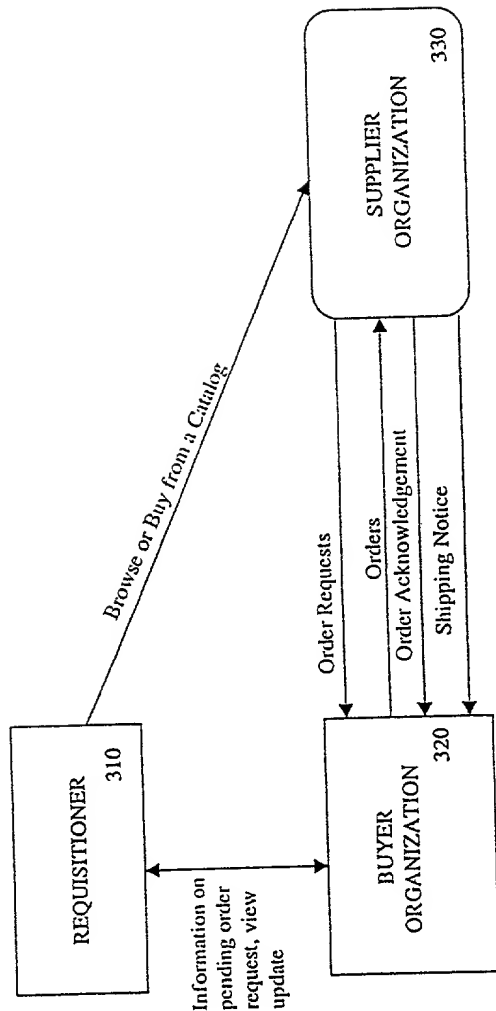 REQUISITIONER
310
Browse or Buy from a Catalog
Information on
pending order
request, view
update
Order Requests
Orders
Order Acknowledgement
Shipping Notice
BUYER
ORGANIZATION
320
SUPPLIER
ORGANIZATION
330